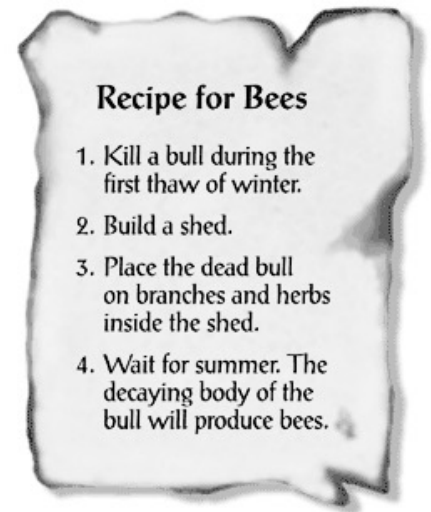 Recipe for Bees
1. Kill a bull during the
first thaw of winter.
2. Build a shed.
3. Place the dead bull
on branches and herbs
inside the shed.
4. Wait for summer. The
decaying body of the
bull will produce bees.